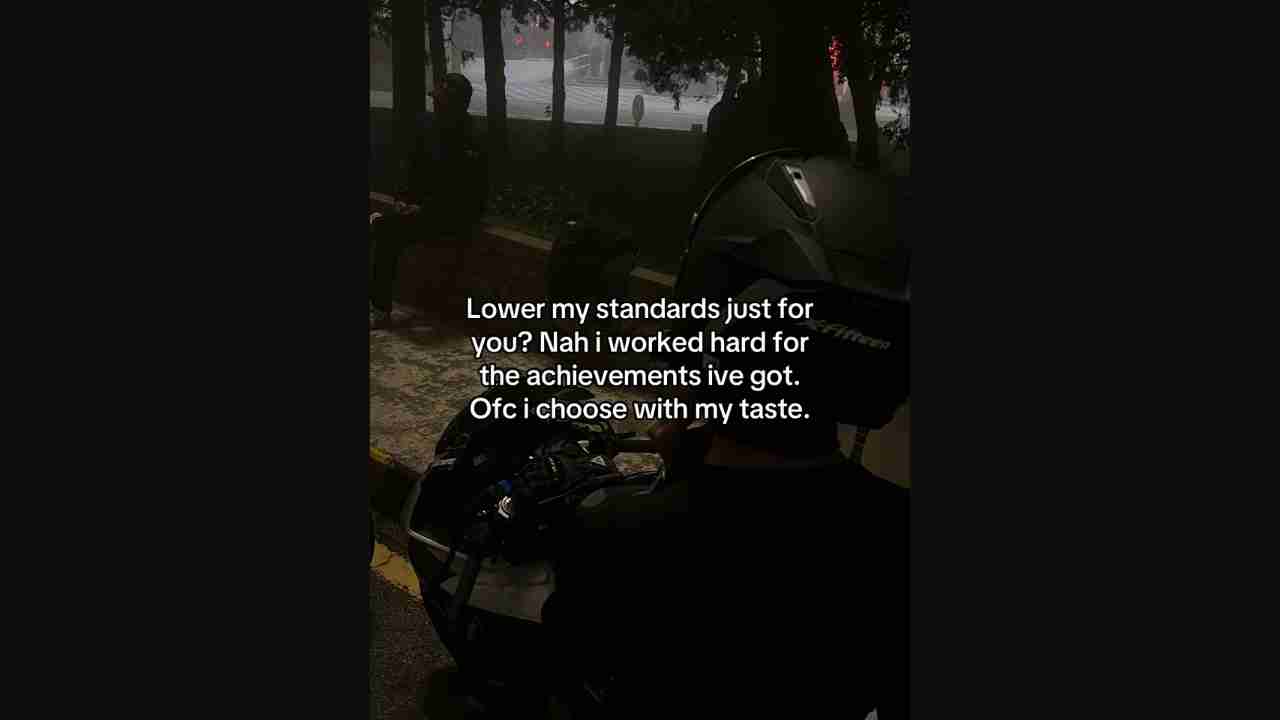 X-Fifteen
Lower my standards just for
you? Nah i worked hard for
the achievements ive got.
Ofc i choose with my taste.